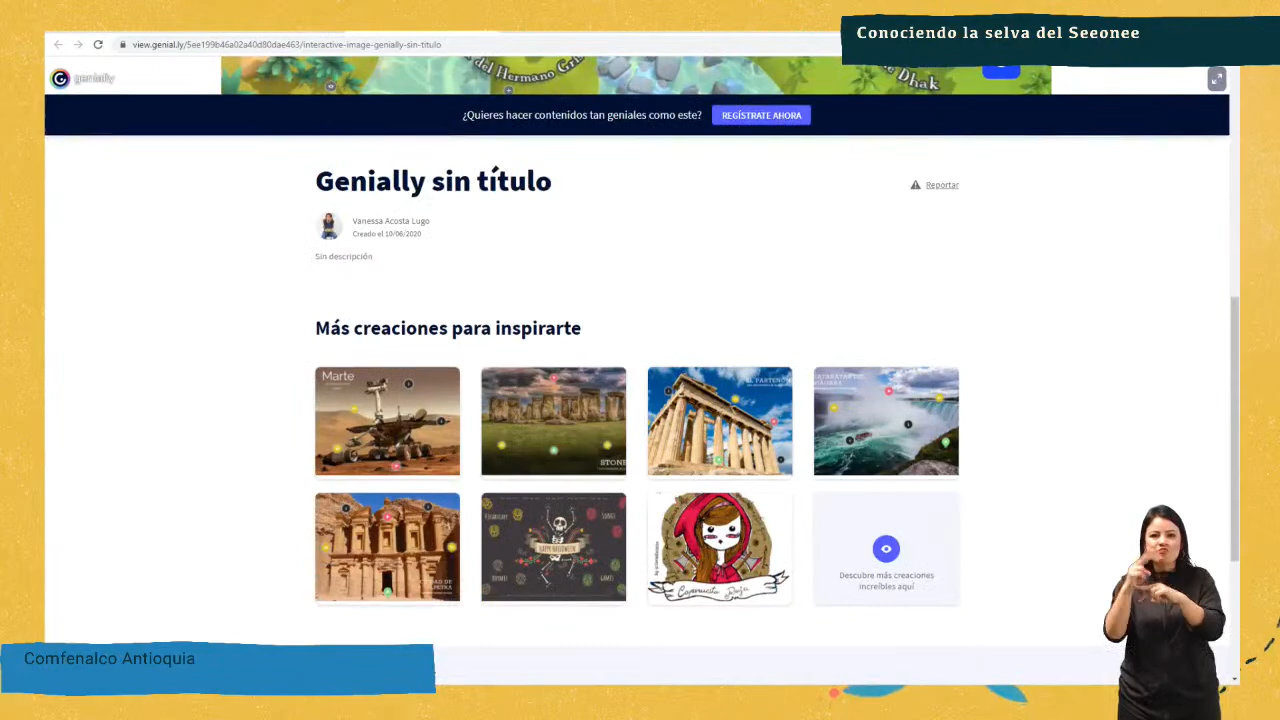 Conociendo la selva del Seeonee
view.genial.ly/5ee199b46a02a40d80dae463/interactive-image-genially-sin-titulo
genially
del Hermano Gri
e Dhak
¿Quieres hacer contenidos tan geniales como este? REGÍSTRATE AHORA
Genially sin título
Reportar
Vanessa Acosta Lugo
Creado el 10/06/2020
Sin descripción
Más creaciones para inspirarte
Marte
STONE
EL PARTENÓN
HAPPY HALLOWEEN
SONGS
GAMES
Caperucita Roja
Descubre más creaciones
increíbles aquí
Comfenalco Antioquia